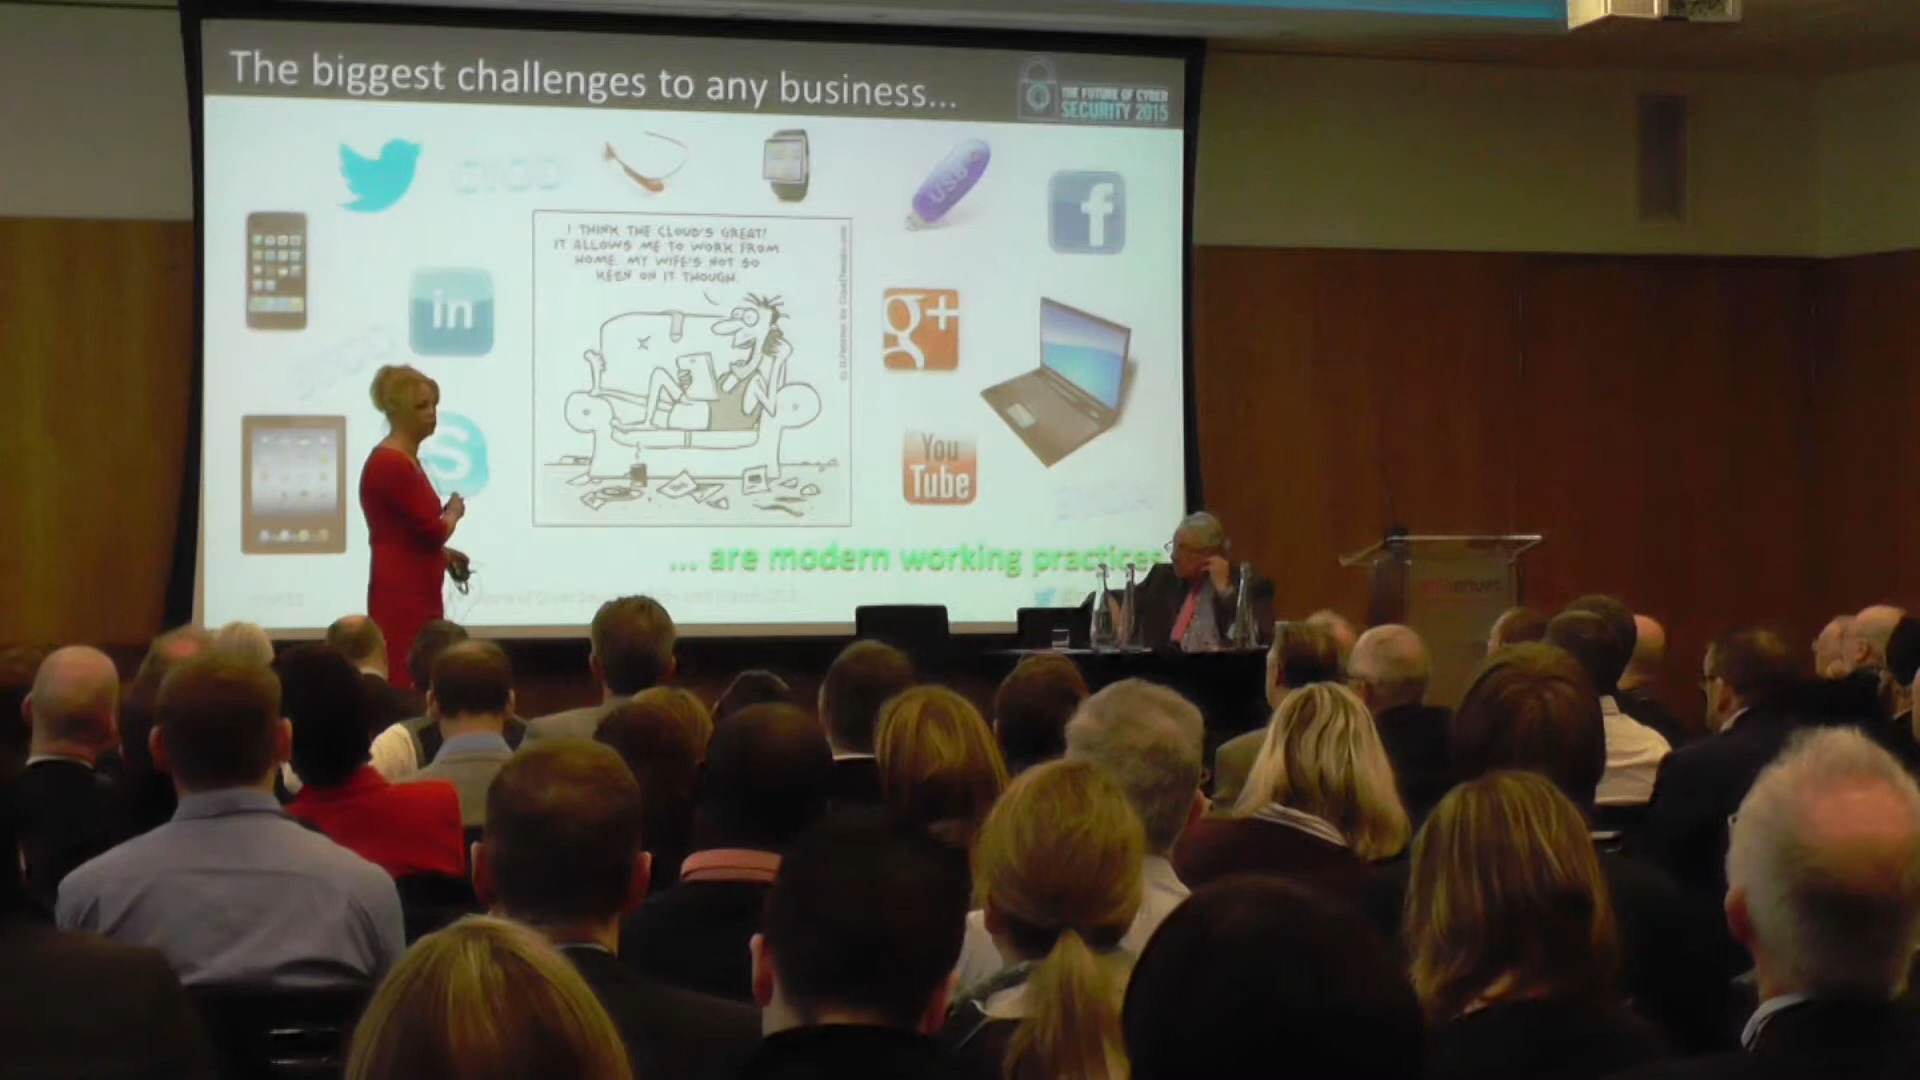 The biggest challenges to any business...
THE FUTURE OF CYBER
SECURITY 2015
CYOD
USB
f
in
I THINK THE CLOUD'S GREAT!
IT ALLOWS ME TO WORK FROM
HOME. MY WIFE'S NOT SO
KEEN ON IT THOUGH.
g+
S
You
Tube
... are modern working practices